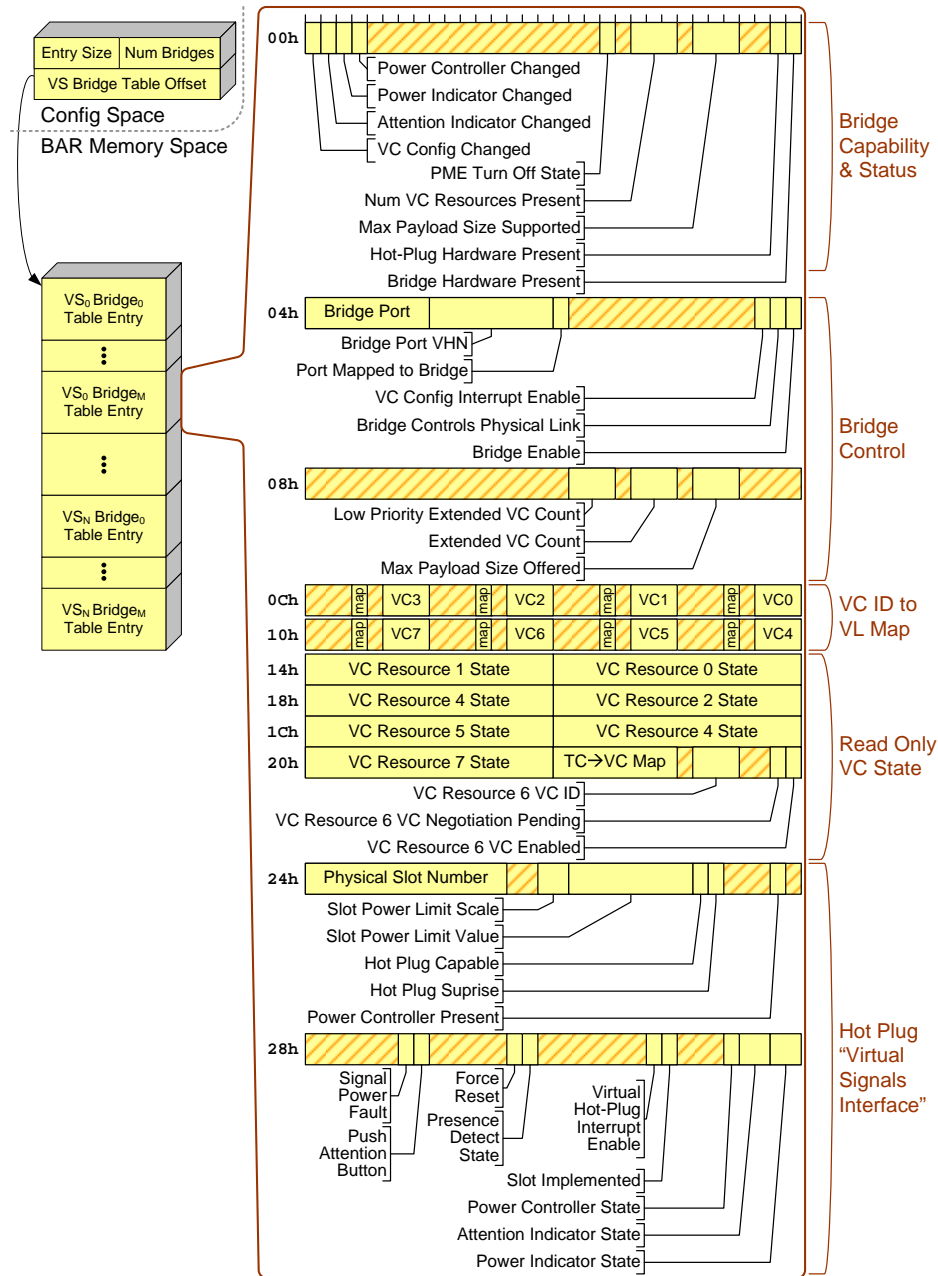 Entry Size Num Bridges
VS Bridge Table Offset
Config Space
BAR Memory Space
VS0 Bridge0
Table Entry
VS0 BridgeM
Table Entry
VSN Bridge0
Table Entry
VSN BridgeM
Table Entry
00h
Power Controller Changed
Power Indicator Changed
Attention Indicator Changed
VC Config Changed
PME Turn Off State
Num VC Resources Present
Max Payload Size Supported
Hot-Plug Hardware Present
Bridge Hardware Present
Bridge
Capability
& Status
04h Bridge Port
Bridge Port VHN
Port Mapped to Bridge
VC Config Interrupt Enable
Bridge Controls Physical Link
Bridge Enable
08h
Low Priority Extended VC Count
Extended VC Count
Max Payload Size Offered
Bridge
Control
0Ch map VC3 map VC2 map VC1 map VC0
10h map VC7 map VC6 map VC5 map VC4
VC ID to
VL Map
14h VC Resource 1 State VC Resource 0 State
18h VC Resource 4 State VC Resource 2 State
1Ch VC Resource 5 State VC Resource 4 State
20h VC Resource 7 State TC→VC Map
VC Resource 6 VC ID
VC Resource 6 VC Negotiation Pending
VC Resource 6 VC Enabled
Read Only
VC State
24h Physical Slot Number
Slot Power Limit Scale
Slot Power Limit Value
Hot Plug Capable
Hot Plug Suprise
Power Controller Present
28h
Signal
Power
Fault
Push
Attention
Button
Force
Reset
Presence
Detect
State
Virtual
Hot-Plug
Interrupt
Enable
Slot Implemented
Power Controller State
Attention Indicator State
Power Indicator State
Hot Plug
“Virtual
Signals
Interface”